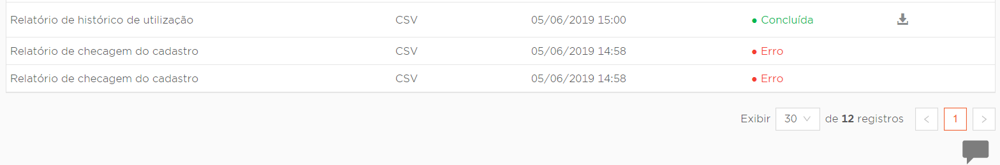 Relatório de histórico de utilização CSV 05/06/2019 15:00 Concluída
Relatório de checagem do cadastro CSV 05/06/2019 14:58 Erro
Relatório de checagem do cadastro CSV 05/06/2019 14:58 Erro
Exibir 30 de 12 registros < 1 >